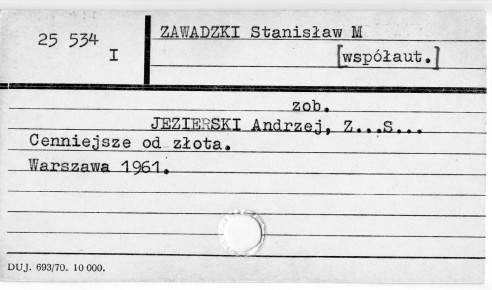 25 534
I
ZAWADZKI Stanisław M
[współaut.]
zob.
JEZIERSKI Andrzej, Z...S...
Cenniejsze od złota.
Warszawa 1961.
DUJ. 693/70. 10 000.